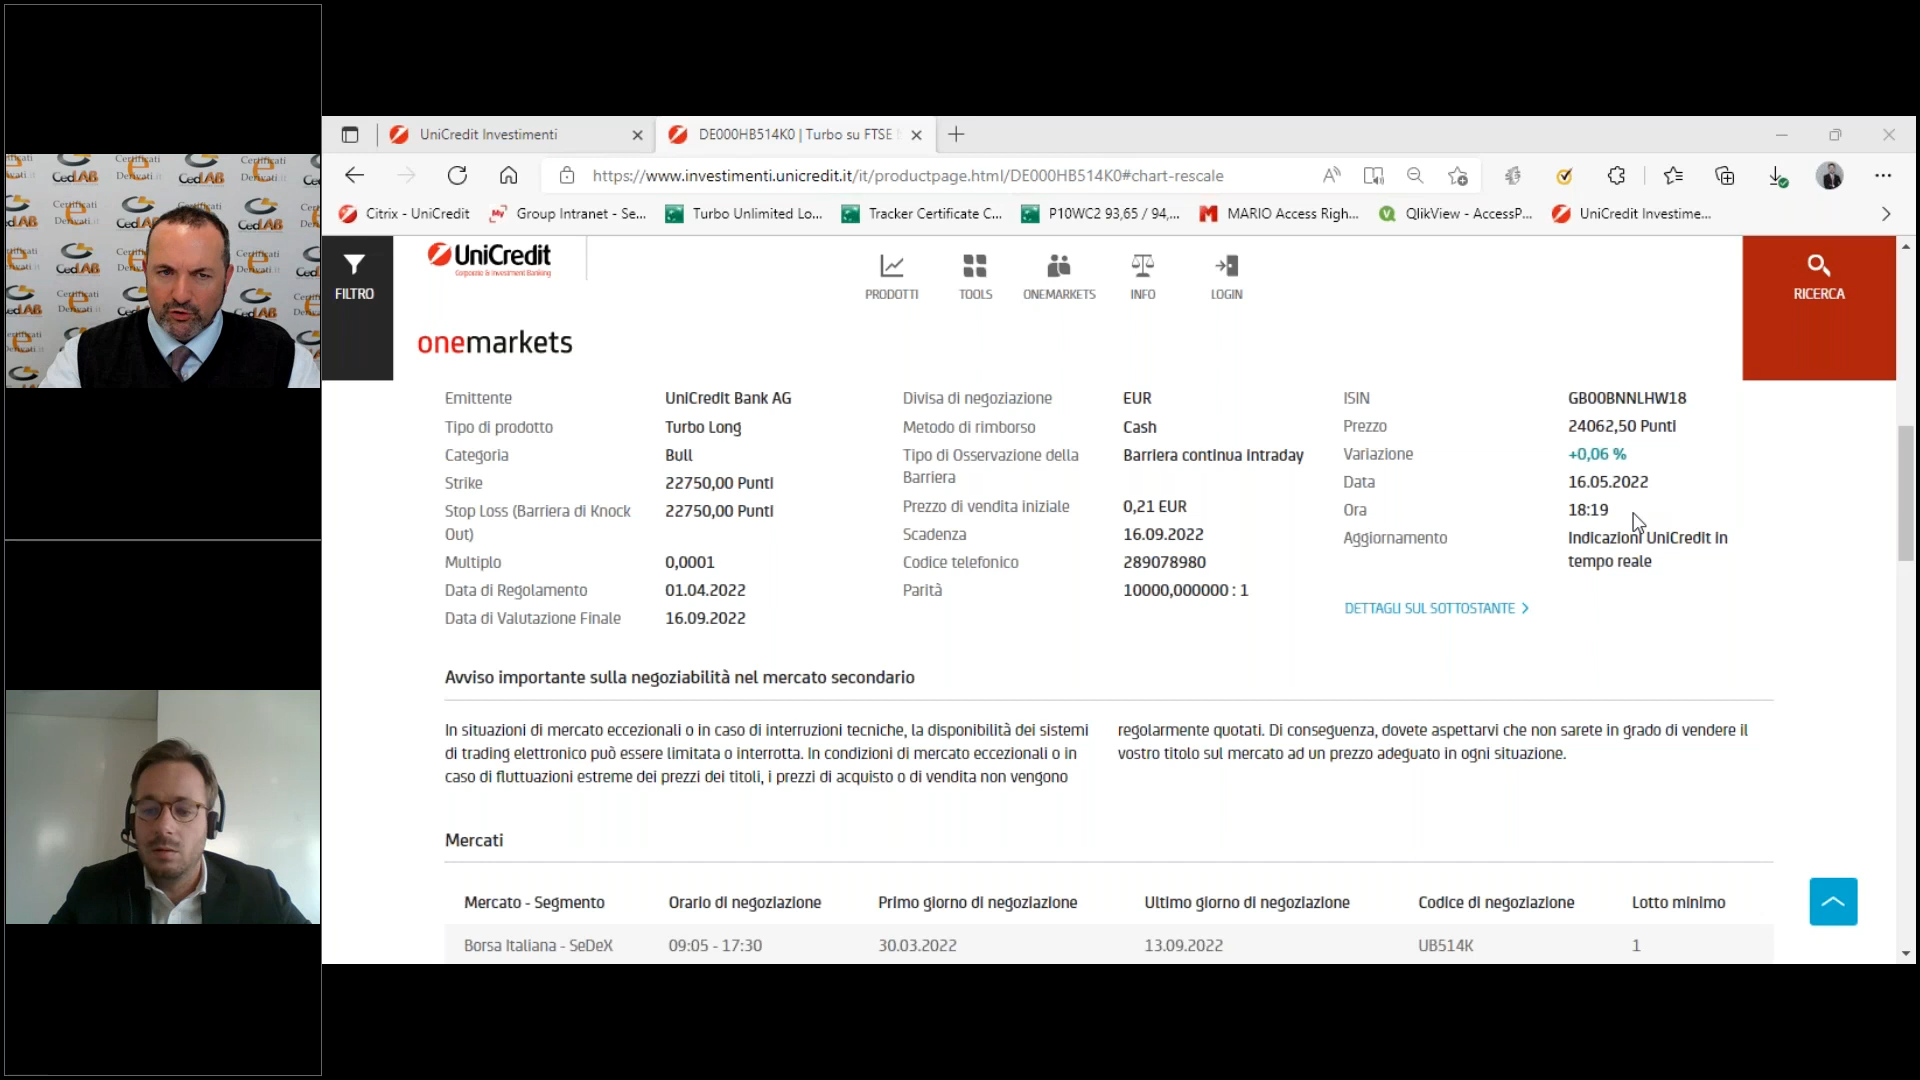 UniCredit Investimenti
DE000HB514K0 | Turbo su FTSE
https://www.investimenti.unicredit.it/it/productpage.html/DE000HB514K0#chart-rescale
Citrix - UniCredit
Group Intranet - Se...
Turbo Unlimited Lo...
Tracker Certificate C...
P10WC2 93,65 / 94,...
MARIO Access Righ...
QlikView - AccessP...
UniCredit Investime...
FILTRO
UniCredit
Corporate & Investment Banking
PRODOTTI
TOOLS
ONEMARKETS
INFO
LOGIN
RICERCA
onemarkets
Emittente UniCredit Bank AG
Tipo di prodotto Turbo Long
Categoria Bull
Strike 22750,00 Punti
Stop Loss (Barriera di Knock 22750,00 Punti
Out)
Multiplo 0,0001
Data di Regolamento 01.04.2022
Data di Valutazione Finale 16.09.2022
Divisa di negoziazione EUR
Metodo di rimborso Cash
Tipo di Osservazione della Barriera continua intraday
Barriera
Prezzo di vendita iniziale 0,21 EUR
Scadenza 16.09.2022
Codice telefonico 289078980
Parità 10000,000000 : 1
ISIN GB00BNNLHW18
Prezzo 24062,50 Punti
Variazione +0,06 %
Data 16.05.2022
Ora 18:19
Aggiornamento Indicazioni UniCredit in
tempo reale
DETTAGLI SUL SOTTOSTANTE
Avviso importante sulla negoziabilità nel mercato secondario
In situazioni di mercato eccezionali o in caso di interruzioni tecniche, la disponibilità dei sistemi
di trading elettronico può essere limitata o interrotta. In condizioni di mercato eccezionali o in
caso di fluttuazioni estreme dei prezzi dei titoli, i prezzi di acquisto o di vendita non vengono
regolarmente quotati. Di conseguenza, dovete aspettarvi che non sarete in grado di vendere il
vostro titolo sul mercato ad un prezzo adeguato in ogni situazione.
Mercati
Mercato - Segmento Orario di negoziazione Primo giorno di negoziazione Ultimo giorno di negoziazione Codice di negoziazione Lotto minimo
Borsa Italiana - SeDeX 09:05 - 17:30 30.03.2022 13.09.2022 UB514K 1